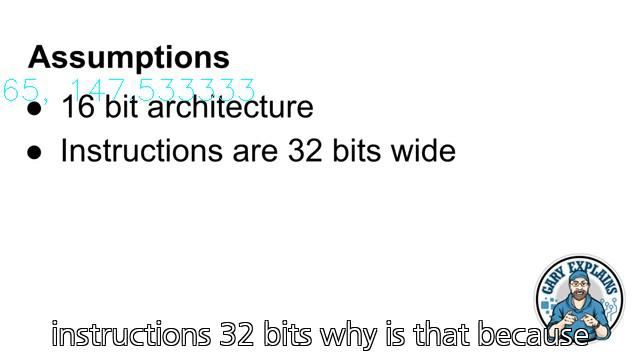 Assumptions
65, 147.533333
● 16 bit architecture
● Instructions are 32 bits wide
GARY EXPLAINS
instructions 32 bits why is that because